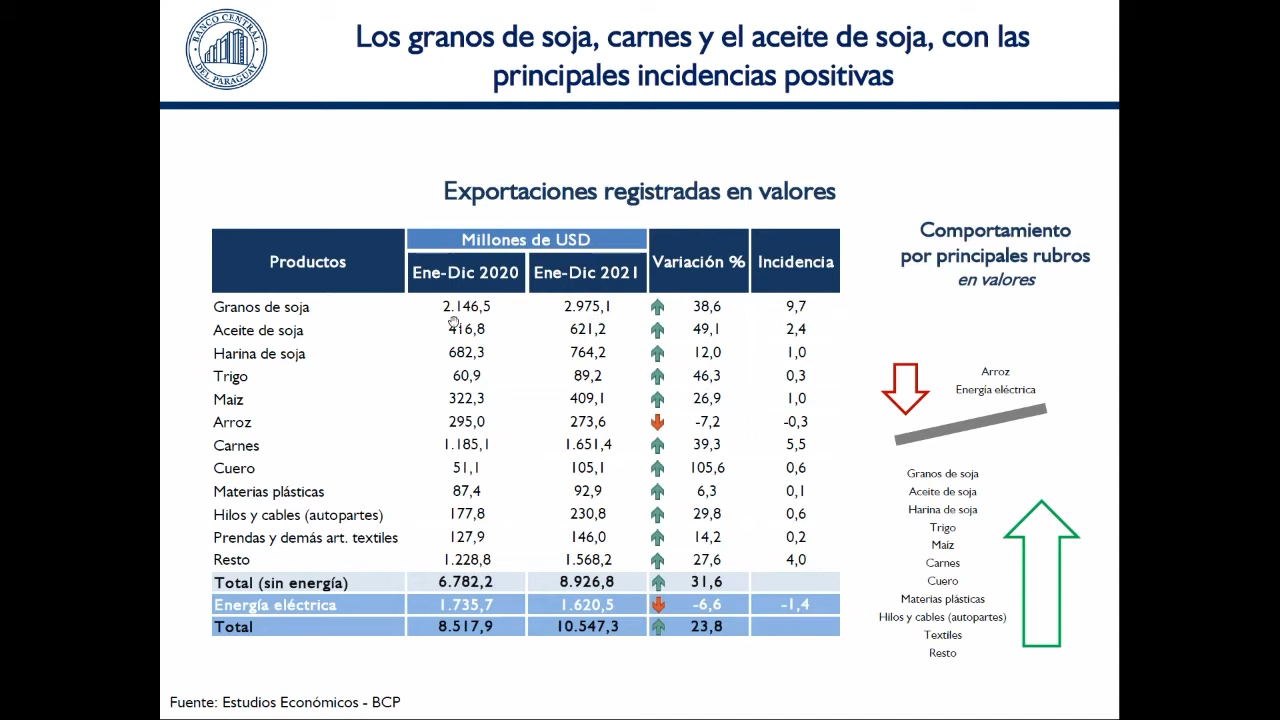 BANCO CENTRAL
DEL PARAGUAY
Los granos de soja, carnes y el aceite de soja, con las
principales incidencias positivas
Exportaciones registradas en valores
Productos Millones de USD Variación % Incidencia
Ene-Dic 2020 Ene-Dic 2021
Granos de soja 2.146,5 2.975,1 38,6 9,7
Aceite de soja 416,8 621,2 49,1 2,4
Harina de soja 682,3 764,2 12,0 1,0
Trigo 60,9 89,2 46,3 0,3
Maiz 322,3 409,1 26,9 1,0
Arroz 295,0 273,6 -7,2 -0,3
Carnes 1.185,1 1.651,4 39,3 5,5
Cuero 51,1 105,1 105,6 0,6
Materias plásticas 87,4 92,9 6,3 0,1
Hilos y cables (autopartes) 177,8 230,8 29,8 0,6
Prendas y demás art. textiles 127,9 146,0 14,2 0,2
Resto 1.228,8 1.568,2 27,6 4,0
Total (sin energía) 6.782,2 8.926,8 31,6
Energía eléctrica 1.735,7 1.620,5 -6,6 -1,4
Total 8.517,9 10.547,3 23,8
Comportamiento
por principales rubros
en valores
Arroz
Energía eléctrica
Granos de soja
Aceite de soja
Harina de soja
Trigo
Maiz
Carnes
Cuero
Materias plásticas
Hilos y cables (autopartes)
Textiles
Resto
Fuente: Estudios Económicos - BCP